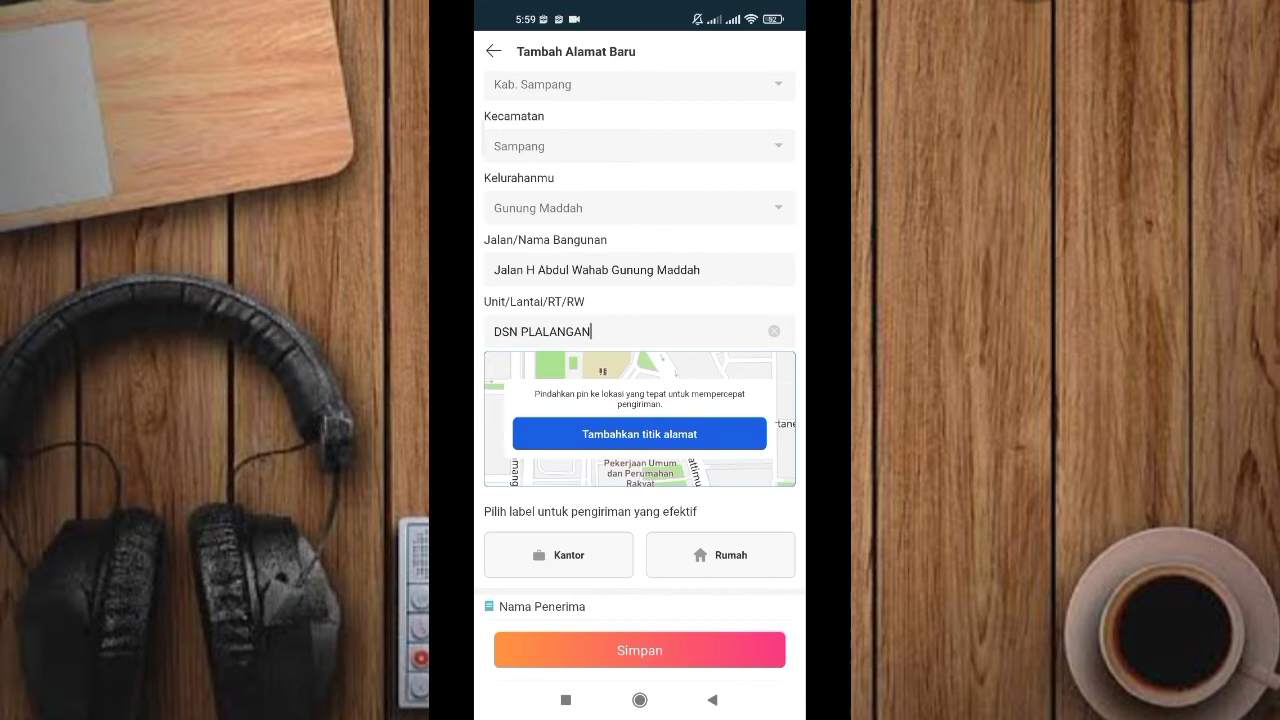 5:59
52
Tambah Alamat Baru
Kab. Sampang
Kecamatan
Sampang
Kelurahanmu
Gunung Maddah
Jalan/Nama Bangunan
Jalan H Abdul Wahab Gunung Maddah
Unit/Lantai/RT/RW
DSN PLALANGAN
Pindahkan pin ke lokasi yang tepat untuk mempercepat
pengiriman.
Tambahkan titik alamat
Pekerjaan Umum
dan Perumahan
Rakyat
Pilih label untuk pengiriman yang efektif
Kantor
Rumah
Nama Penerima
Simpan